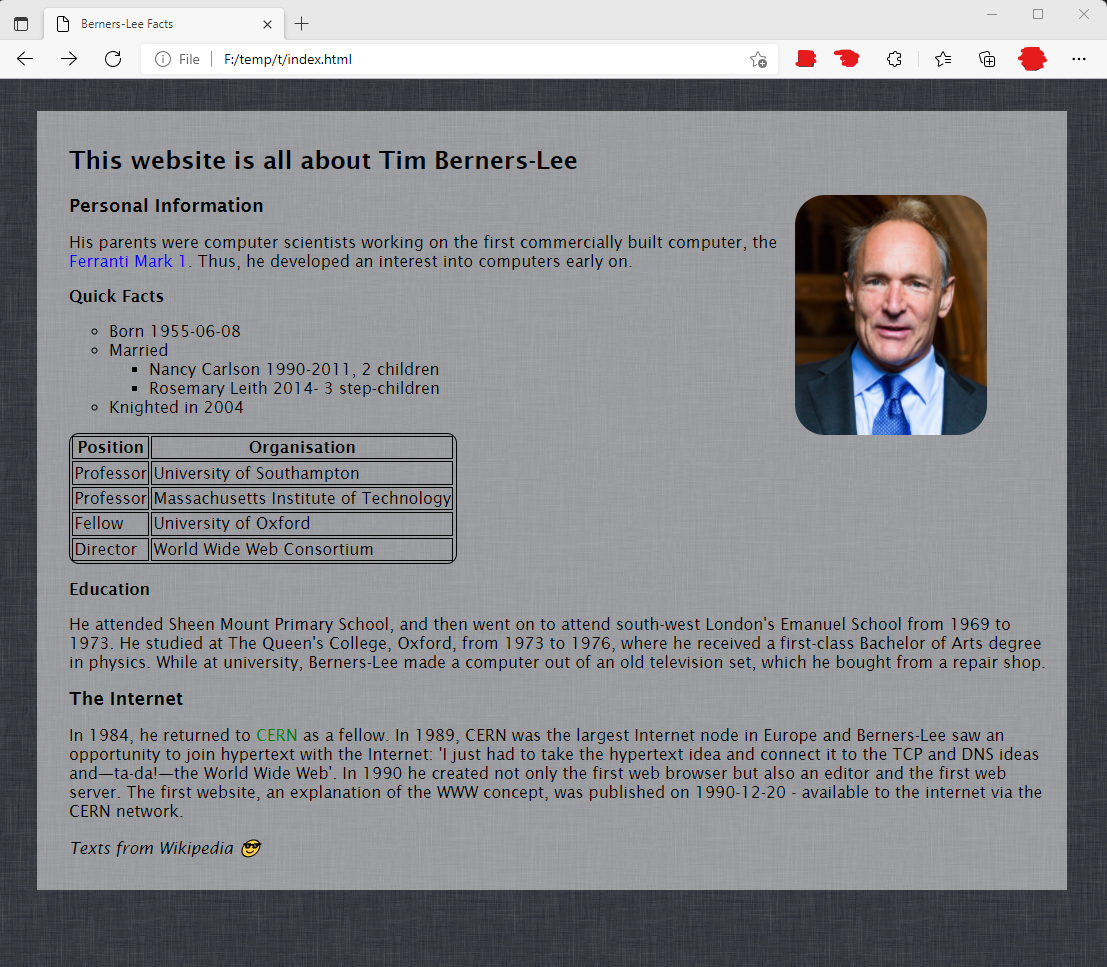 Berners-Lee Facts
File F:/temp/t/index.html
This website is all about Tim Berners-Lee
Personal Information
His parents were computer scientists working on the first commercially built computer, the
Ferranti Mark 1. Thus, he developed an interest into computers early on.
Quick Facts
Born 1955-06-08
Married
Nancy Carlson 1990-2011, 2 children
Rosemary Leith 2014- 3 step-children
Knighted in 2004
Position Organisation
Professor University of Southampton
Professor Massachusetts Institute of Technology
Fellow University of Oxford
Director World Wide Web Consortium
Education
He attended Sheen Mount Primary School, and then went on to attend south-west London's Emanuel School from 1969 to
1973. He studied at The Queen's College, Oxford, from 1973 to 1976, where he received a first-class Bachelor of Arts degree
in physics. While at university, Berners-Lee made a computer out of an old television set, which he bought from a repair shop.
The Internet
In 1984, he returned to CERN as a fellow. In 1989, CERN was the largest Internet node in Europe and Berners-Lee saw an
opportunity to join hypertext with the Internet: 'I just had to take the hypertext idea and connect it to the TCP and DNS ideas
and—ta-da!—the World Wide Web'. In 1990 he created not only the first web browser but also an editor and the first web
server. The first website, an explanation of the WWW concept, was published on 1990-12-20 - available to the internet via the
CERN network.
Texts from Wikipedia 😎